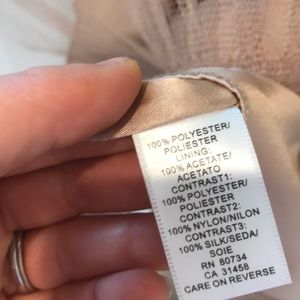 100% POLYESTER/
POLIESTER
LINING:
100% ACETATE/
ACETATO
CONTRAST1:
100% POLYESTER/
POLIESTER
CONTRAST2:
100% NYLON/NILON
CONTRAST3:
100% SILK/SEDA/
SOIE
RN 80734
CA 31458
CARE ON REVERSE